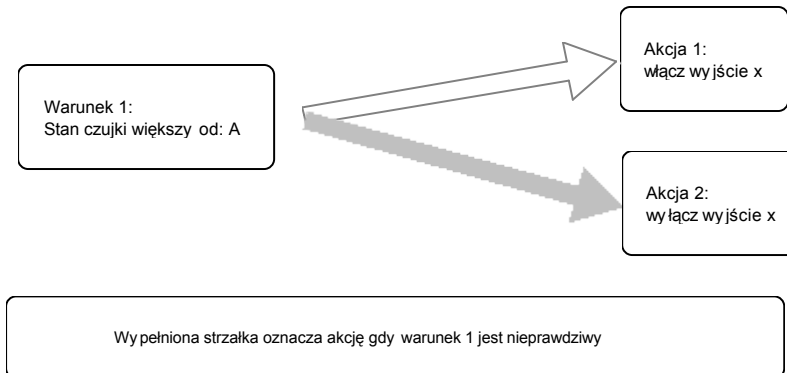 Akcja 1:
włącz wyjście x
Warunek 1:
Stan czujki większy od: A
Akcja 2:
wyłącz wyjście x
Wypełniona strzałka oznacza akcję gdy warunek 1 jest nieprawdziwy